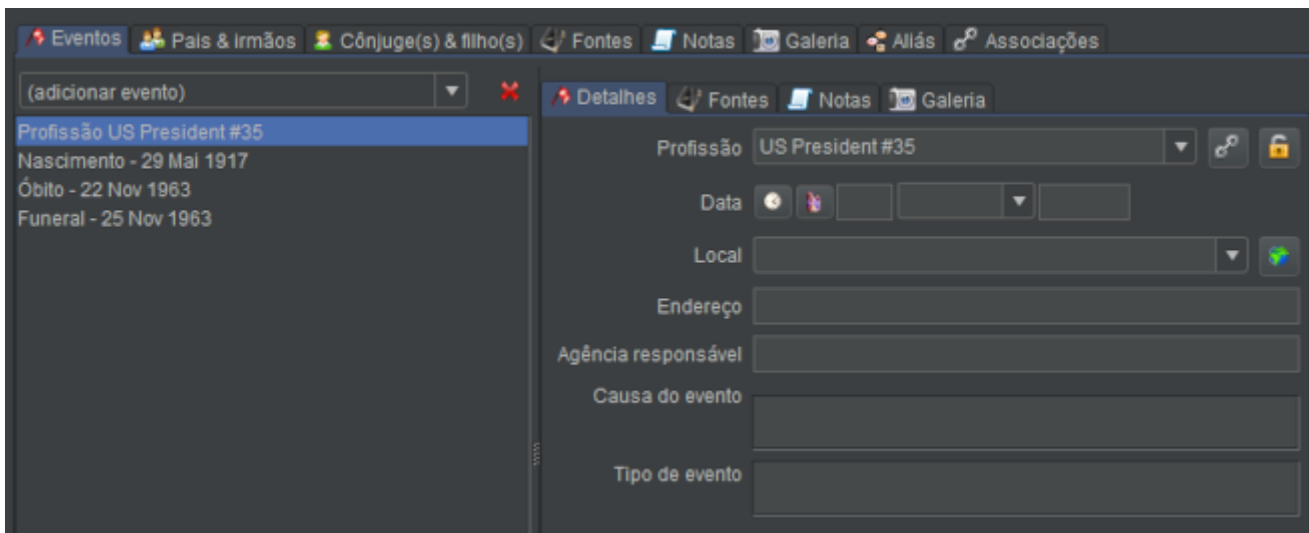 Eventos Pais & irmãos Cônjuge(s) & filho(s) Fontes Notas Galeria Aliás Associações
(adicionar evento)
Profissão US President #35
Nascimento - 29 Mai 1917
Óbito - 22 Nov 1963
Funeral - 25 Nov 1963
Detalhes Fontes Notas Galeria
Profissão US President #35
Data
Local
Endereço
Agência responsável
Causa do evento
Tipo de evento